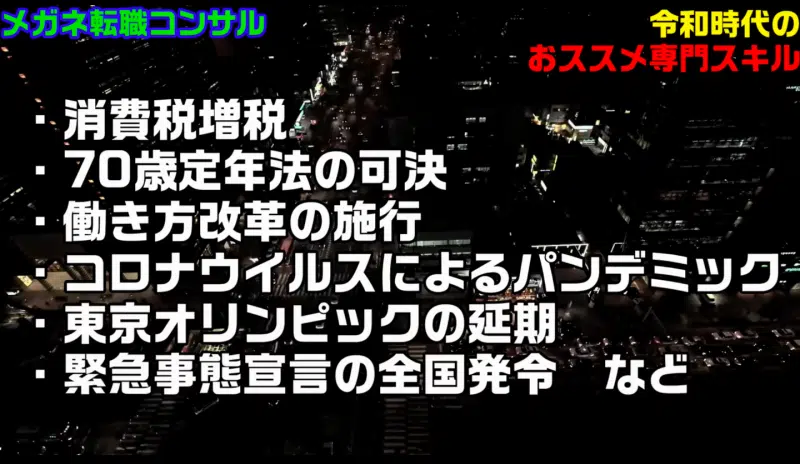 メガネ転職コンサル
令和時代の
おススメ専門スキル
・消費税増税
・70歳定年法の可決
・働き方改革の施行
・コロナウイルスによるパンデミック
・東京オリンピックの延期
・緊急事態宣言の全国発令　など